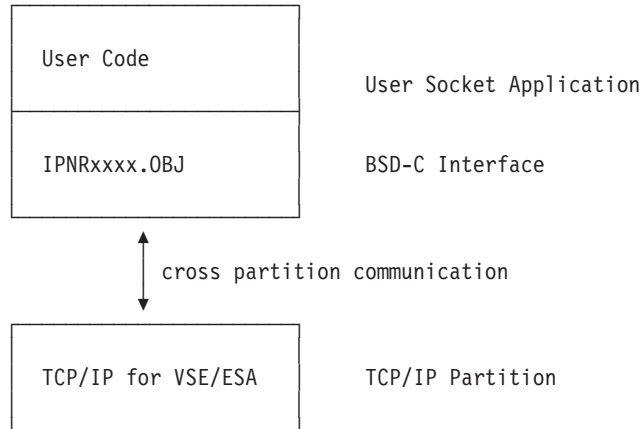 User Code
User Socket Application
IPNRxxxx.OBJ BSD-C Interface
cross partition communication
TCP/IP for VSE/ESA TCP/IP Partition